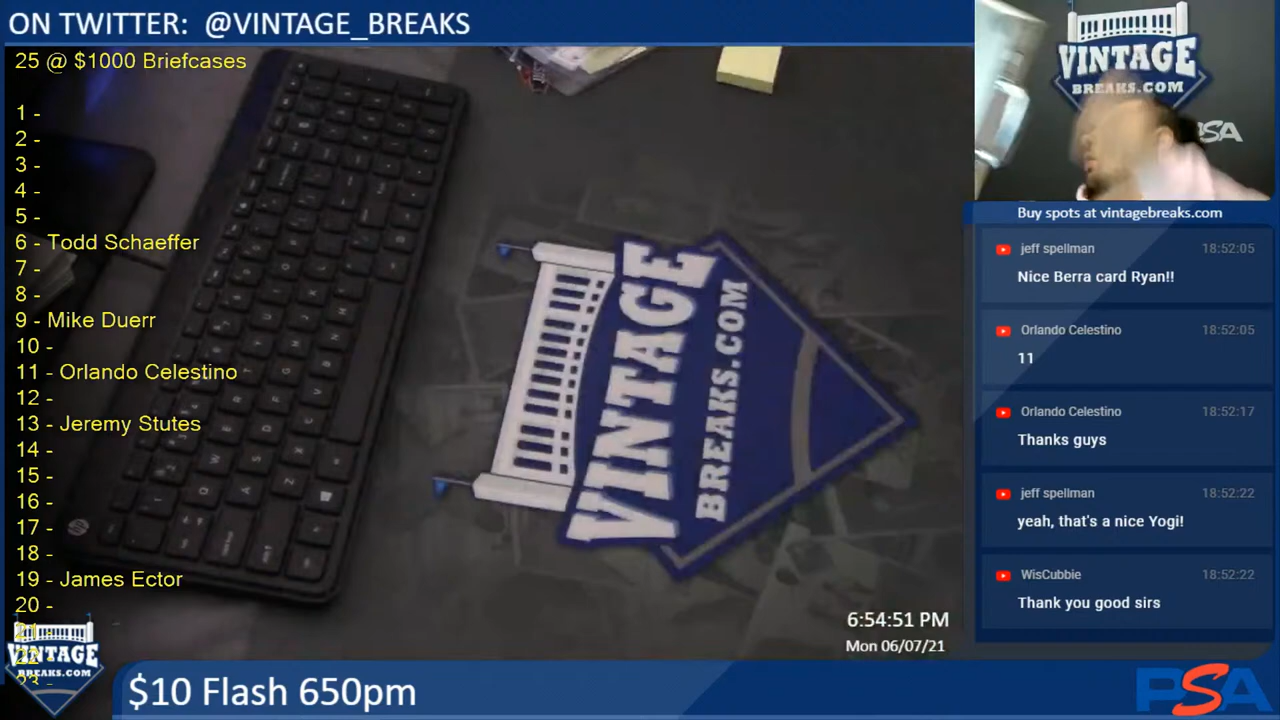 ON TWITTER: @VINTAGE_BREAKS
25 @ $1000 Briefcases
1 -
2 -
3 -
4 -
5 -
6 - Todd Schaeffer
7 -
8 -
9 - Mike Duerr
10 -
11 - Orlando Celestino
12 -
13 - Jeremy Stutes
14 -
15 -
16 -
17 -
18 -
19 - James Ector
20 -
21 -
22 -
23 -
VINTAGE
BREAKS.COM
VINTAGE
BREAKS.COM
PSA
Buy spots at vintagebreaks.com
jeff spellman 18:52:05
Nice Berra card Ryan!!
Orlando Celestino 18:52:05
11
Orlando Celestino 18:52:17
Thanks guys
jeff spellman 18:52:22
yeah, that's a nice Yogi!
WisCubbie 18:52:22
Thank you good sirs
6:54:51 PM
Mon 06/07/21
VINTAGE
BREAKS.COM
$10 Flash 650pm
PSA